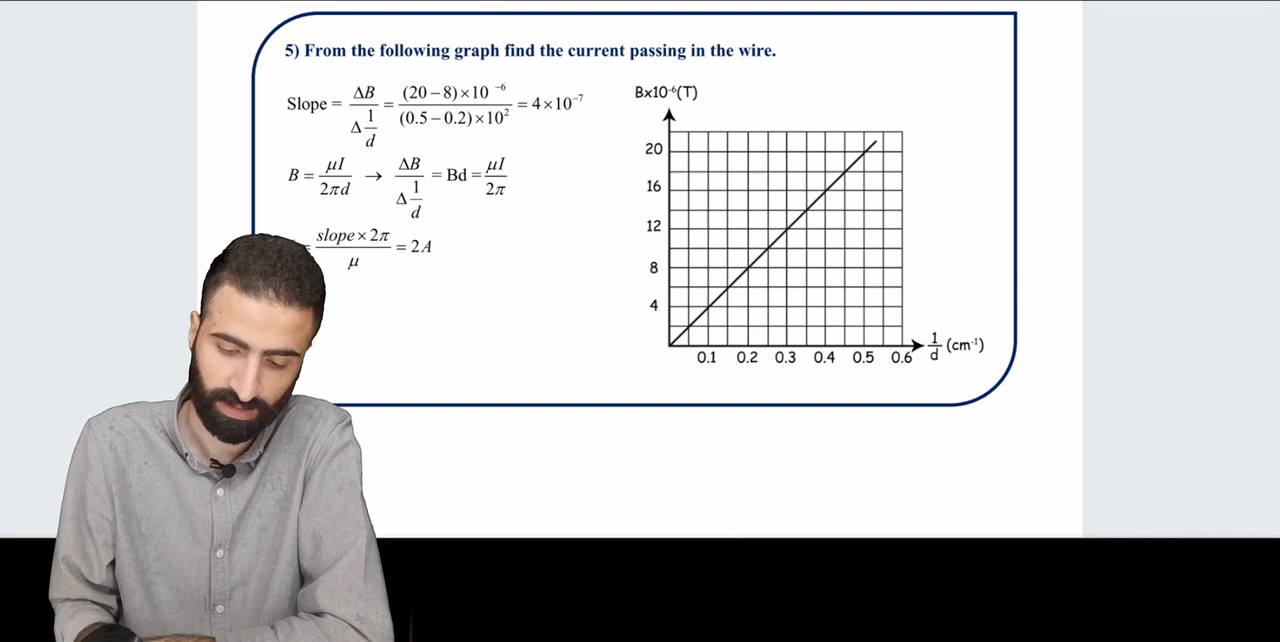 5) From the following graph find the current passing in the wire.
Slope = ΔB / Δ 1/d = (20−8)×10⁻⁶ / (0.5−0.2)×10² = 4×10⁻⁷
B = μI / 2πd → ΔB / Δ 1/d = Bd = μI / 2π
= slope×2π / μ = 2A
B×10⁻⁶(T)
20
16
12
8
4
0.1 0.2 0.3 0.4 0.5 0.6
1/d (cm⁻¹)